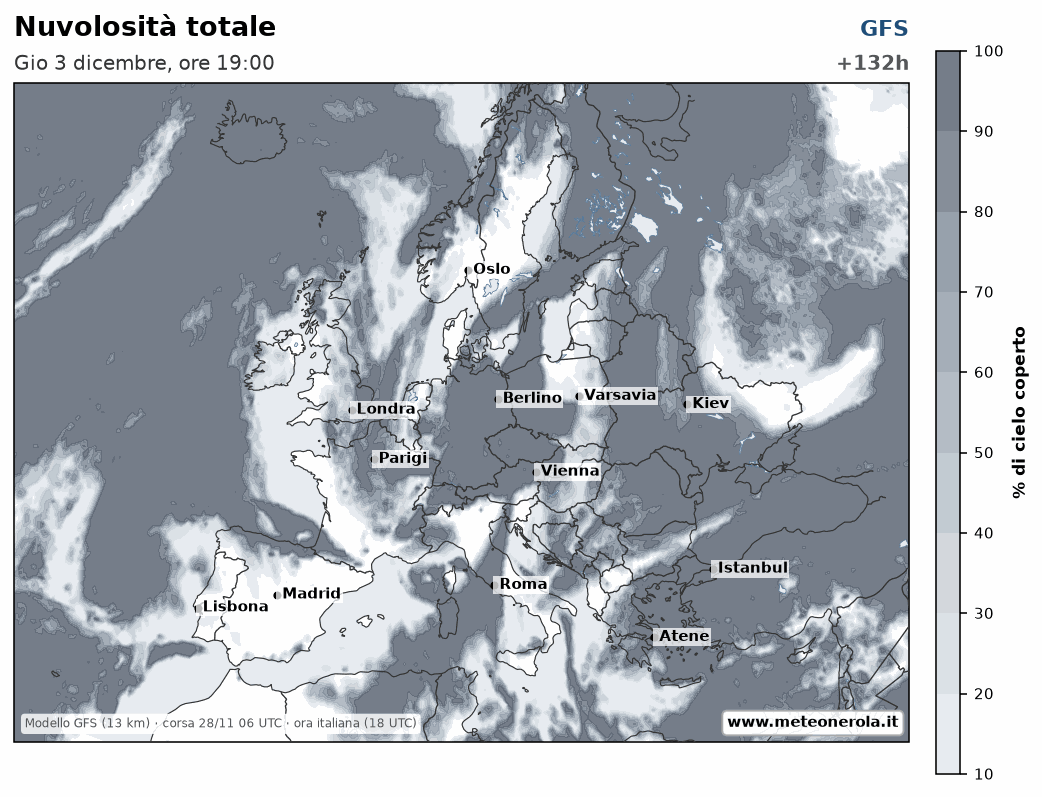 Nuvolosità totale
GFS
Gio 3 dicembre, ore 19:00
+132h
100
90
80
70
60
50
40
30
20
10
% di cielo coperto
Oslo
Berlino
Varsavia
Kiev
Londra
Parigi
Vienna
Istanbul
Roma
Madrid
Lisbona
Atene
Modello GFS (13 km) · corsa 28/11 06 UTC · ora italiana (18 UTC)
www.meteonerola.it